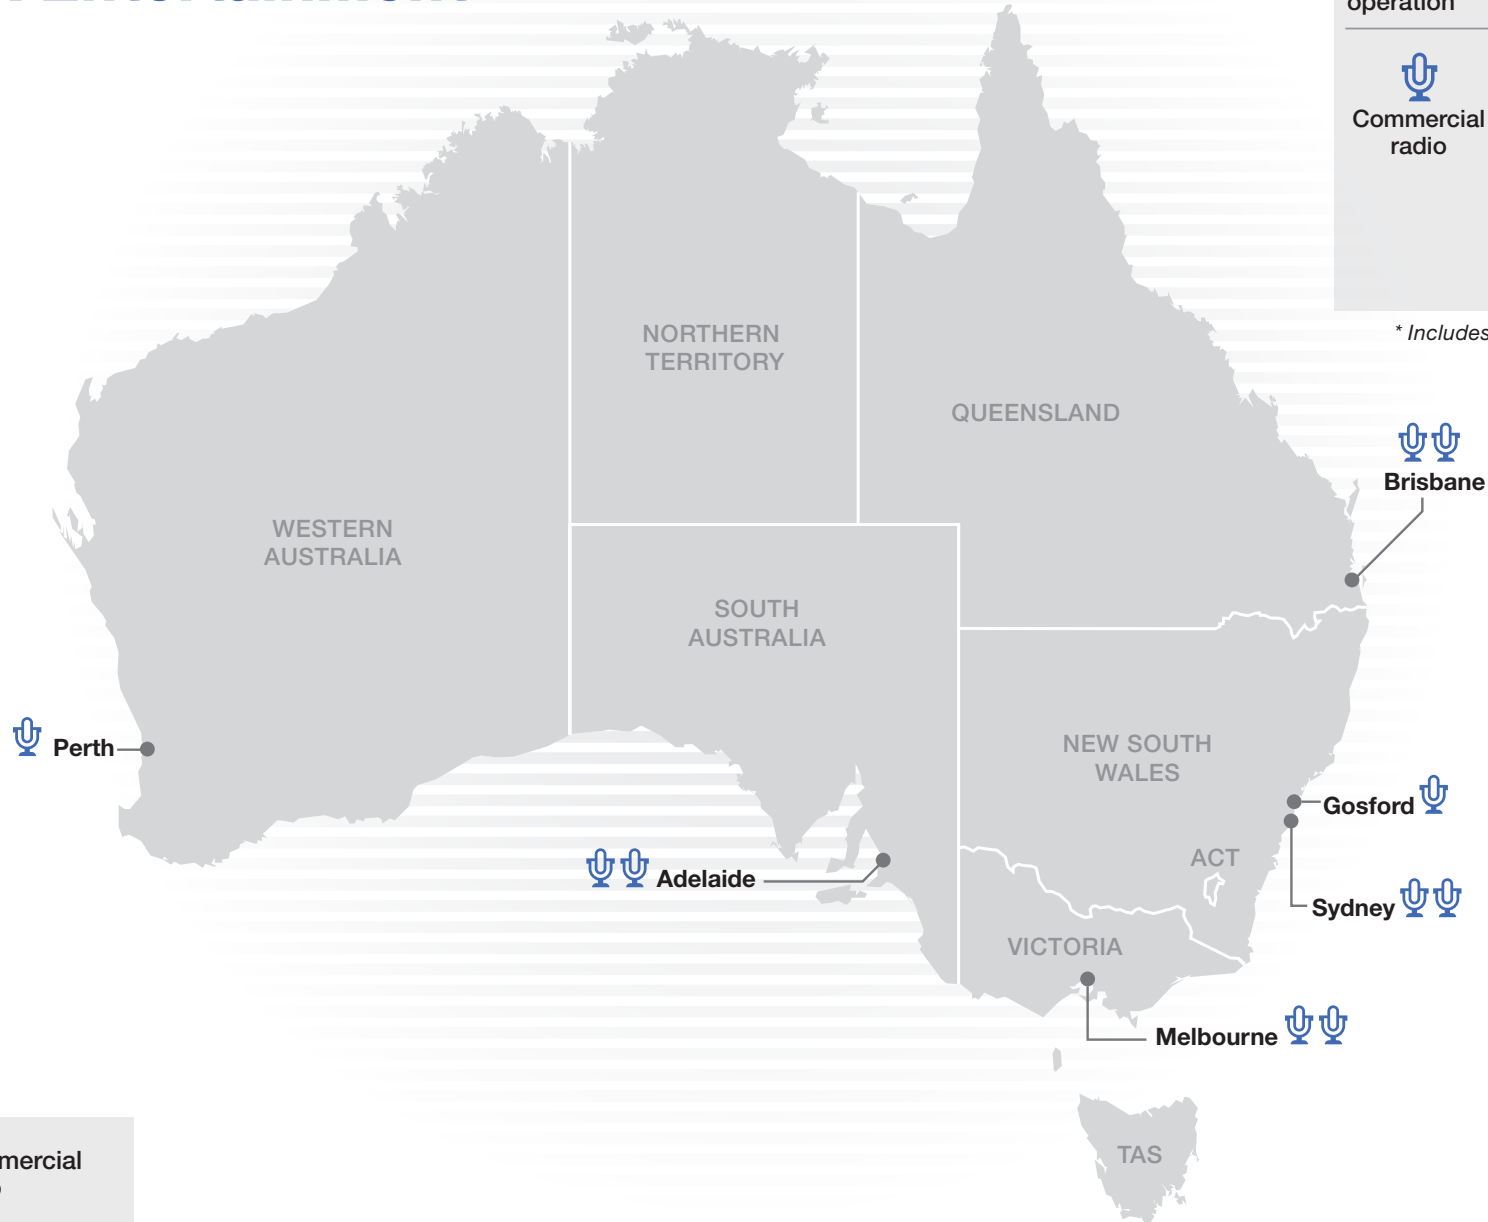 operation
Commercial
radio
* Includes
NORTHERN
TERRITORY
QUEENSLAND
Brisbane
WESTERN
AUSTRALIA
SOUTH
AUSTRALIA
Perth
NEW SOUTH
WALES
Gosford
ACT
Adelaide
Sydney
VICTORIA
Melbourne
TAS
mercial